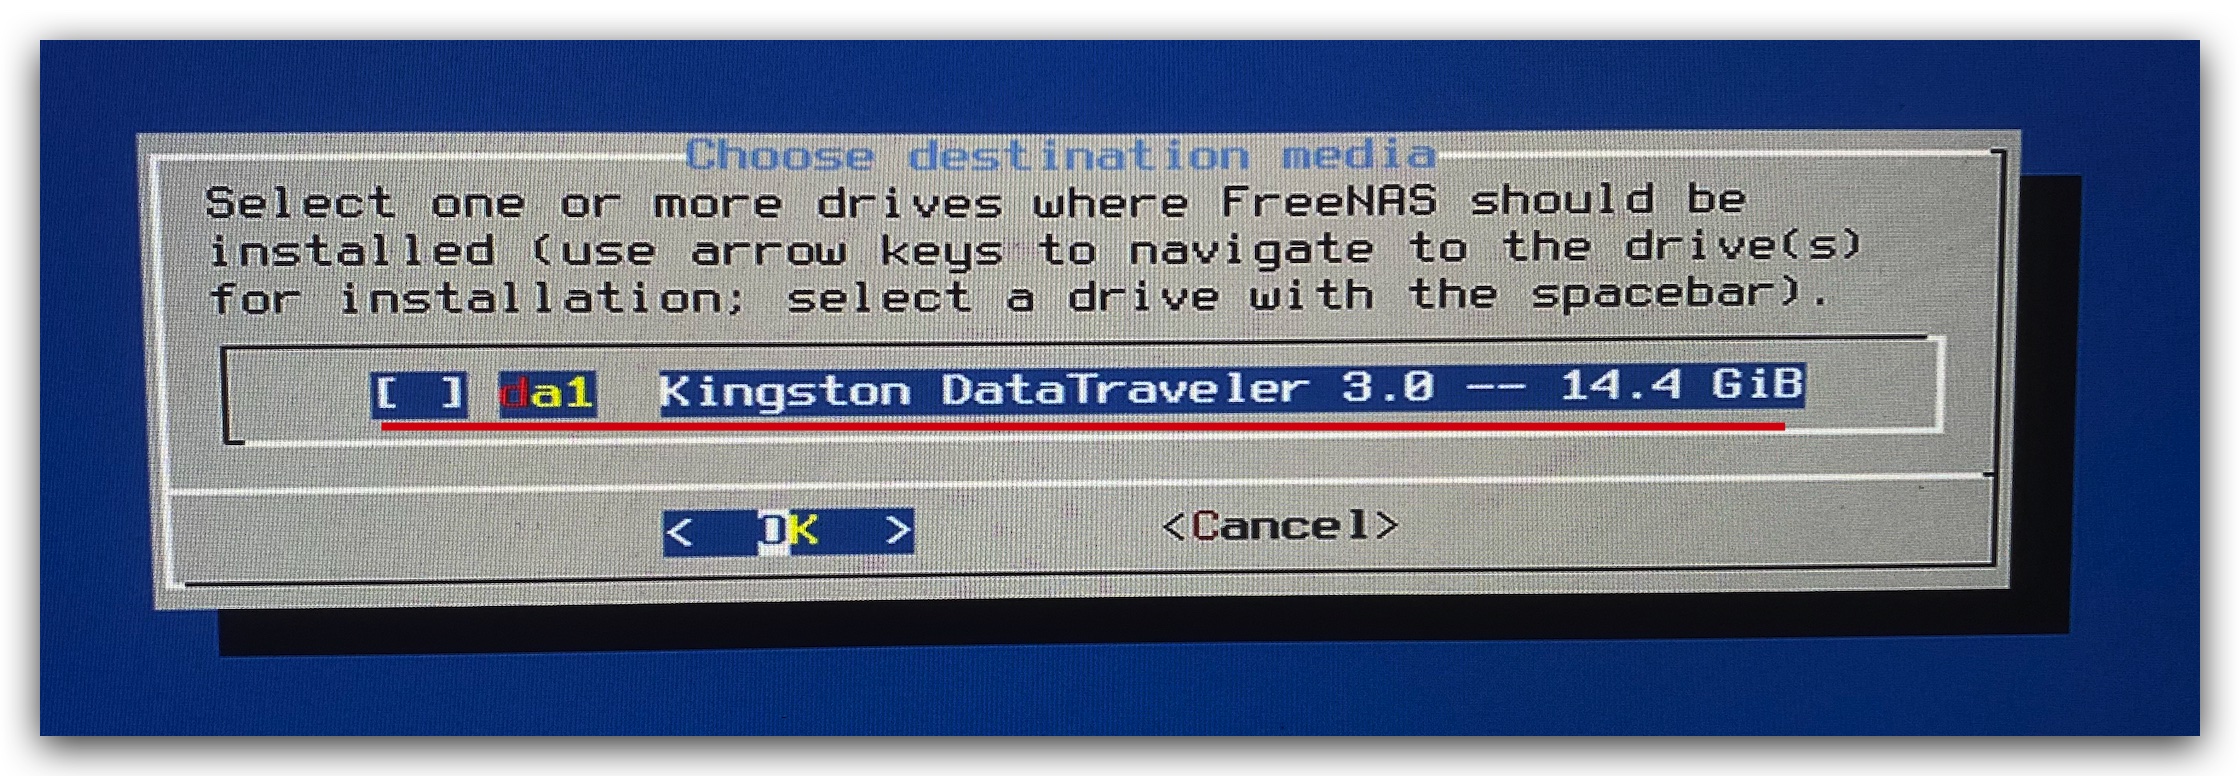 Choose destination media
Select one or more drives where FreeNAS should be
installed (use arrow keys to navigate to the drive(s)
for installation; select a drive with the spacebar).
[ ] da1 Kingston DataTraveler 3.0 -- 14.4 GiB
< OK > <Cancel>